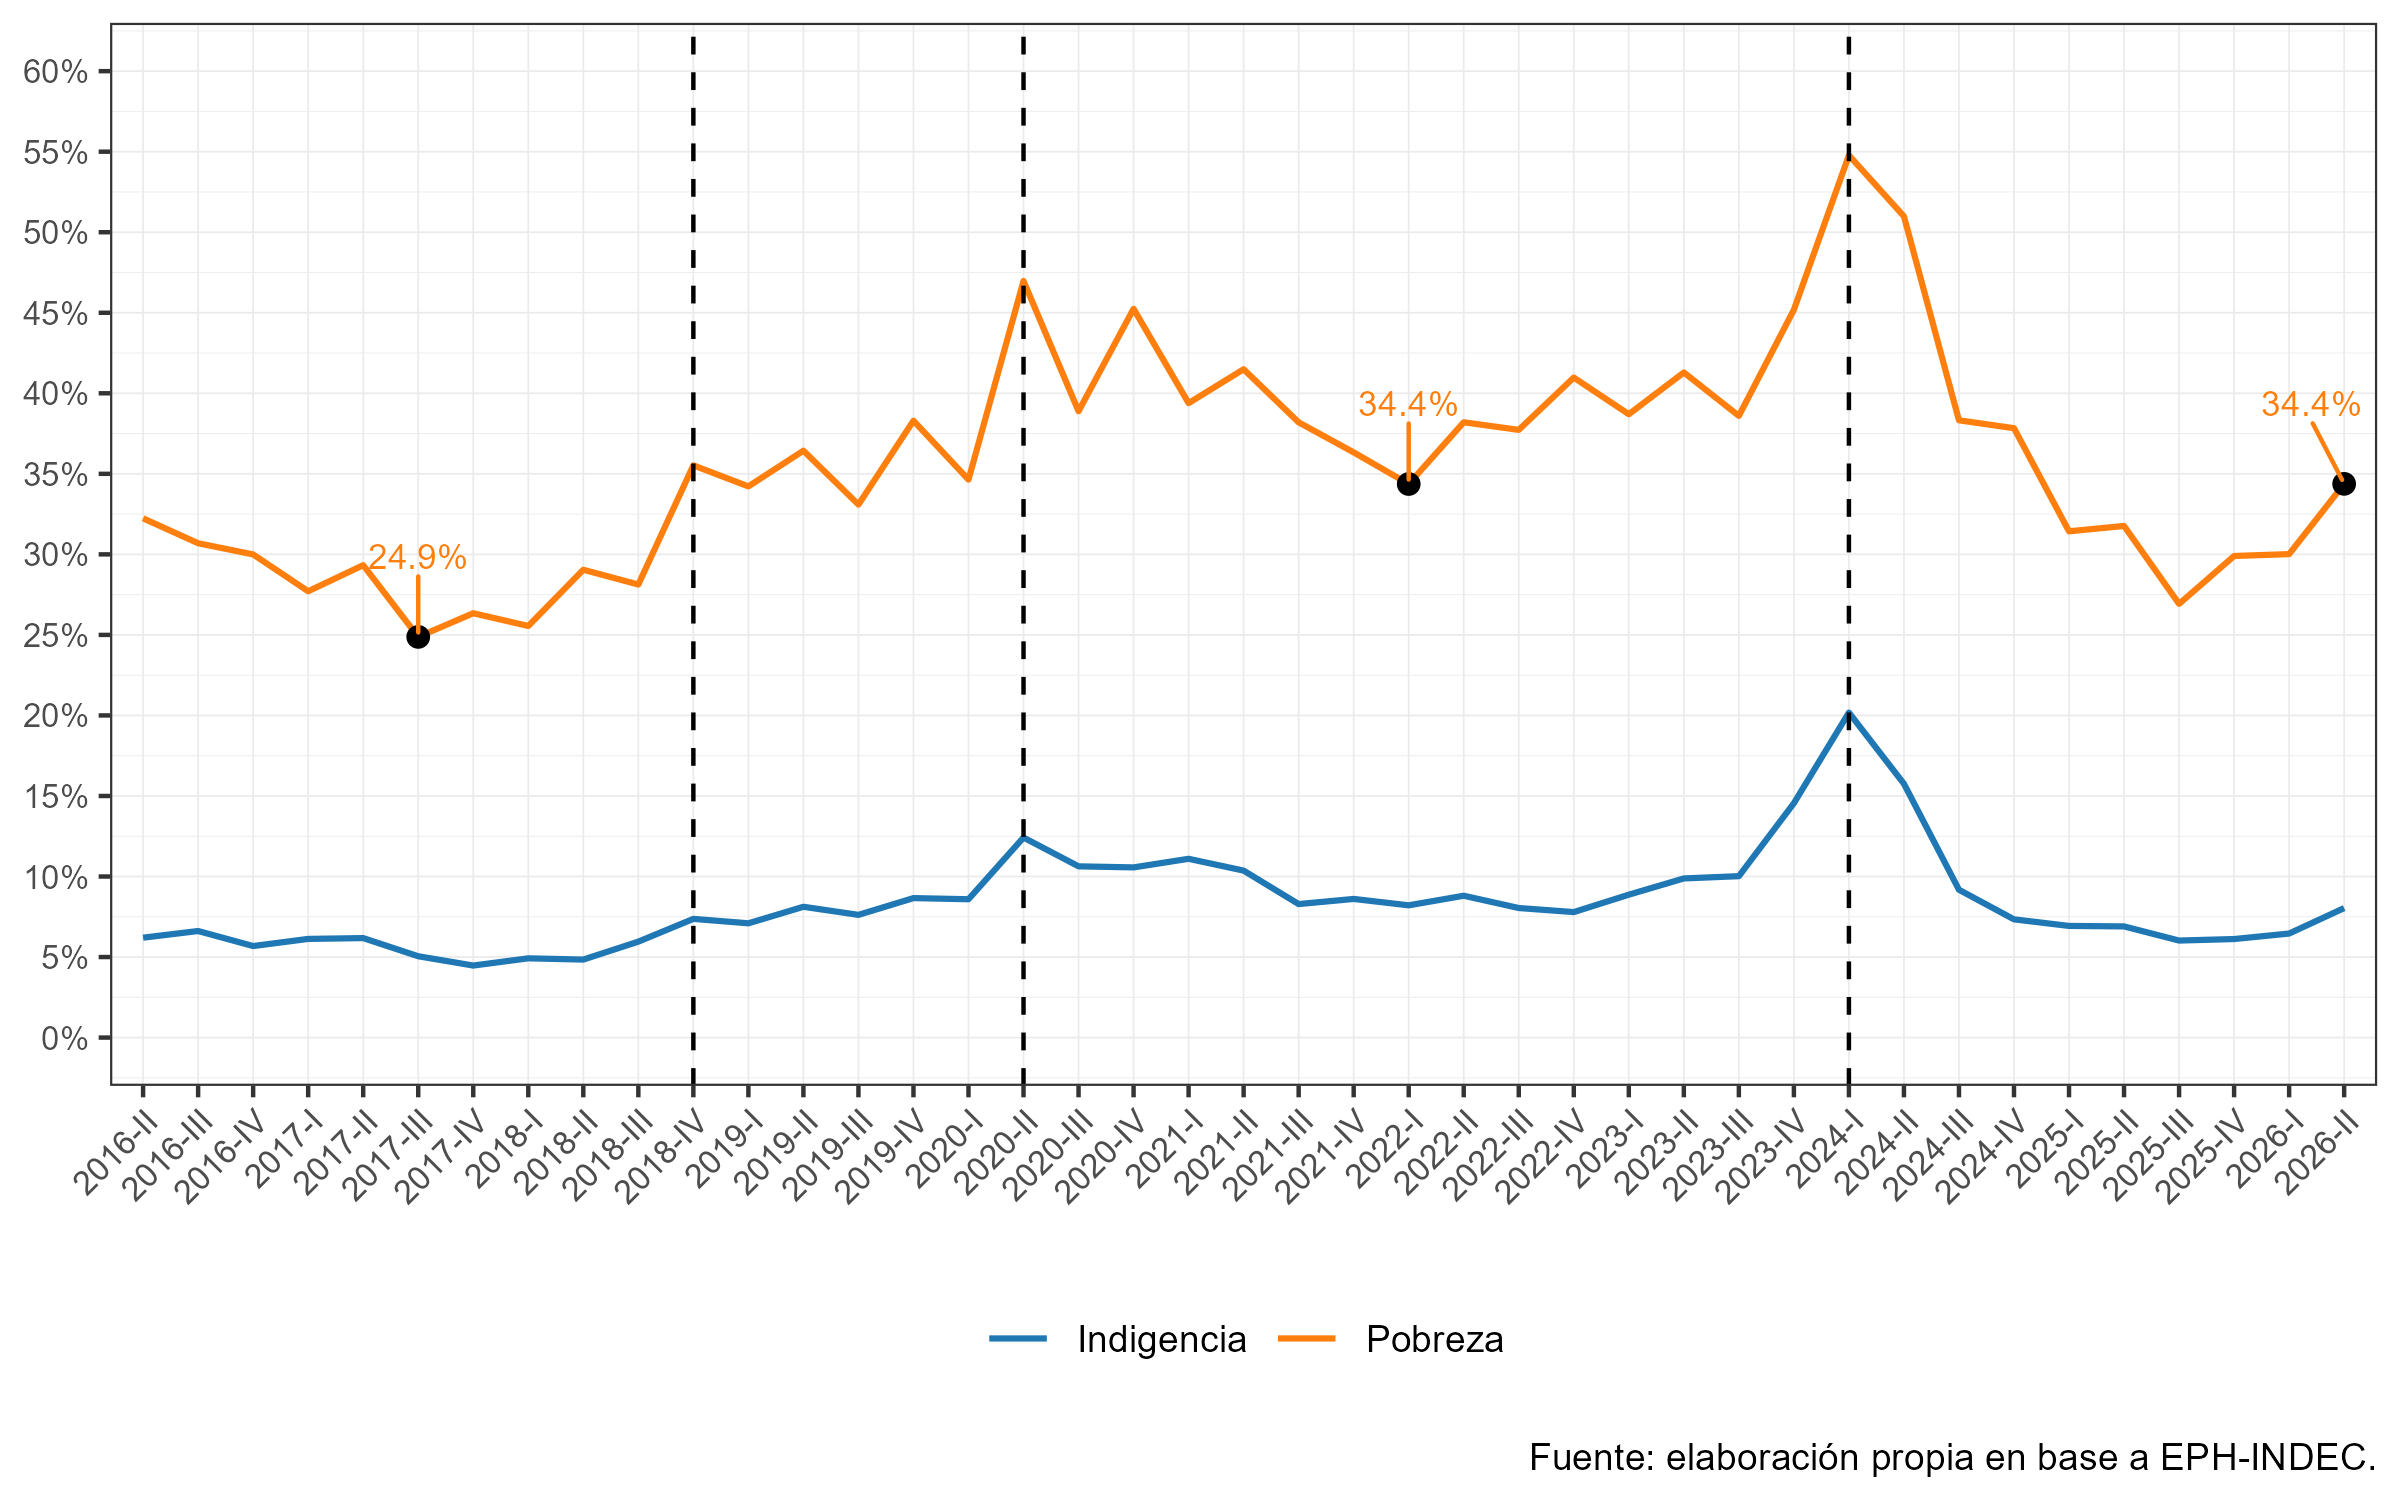 60%
55%
50%
45%
40%
35%
30%
25%
20%
15%
10%
5%
0%
24.9%
34.4%
34.4%
2016-II
2016-III
2016-IV
2017-I
2017-II
2017-III
2017-IV
2018-I
2018-II
2018-III
2018-IV
2019-I
2019-II
2019-III
2019-IV
2020-I
2020-II
2020-III
2020-IV
2021-I
2021-II
2021-III
2021-IV
2022-I
2022-II
2022-III
2022-IV
2023-I
2023-II
2023-III
2023-IV
2024-I
2024-II
2024-III
2024-IV
2025-I
2025-II
2025-III
2025-IV
2026-I
2026-II
Indigencia Pobreza
Fuente: elaboración propia en base a EPH-INDEC.